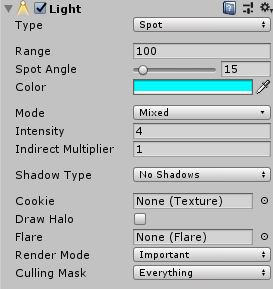 Light
Type Spot
Range 100
Spot Angle 15
Color
Mode Mixed
Intensity 4
Indirect Multiplier 1
Shadow Type No Shadows
Cookie None (Texture)
Draw Halo
Flare None (Flare)
Render Mode Important
Culling Mask Everything